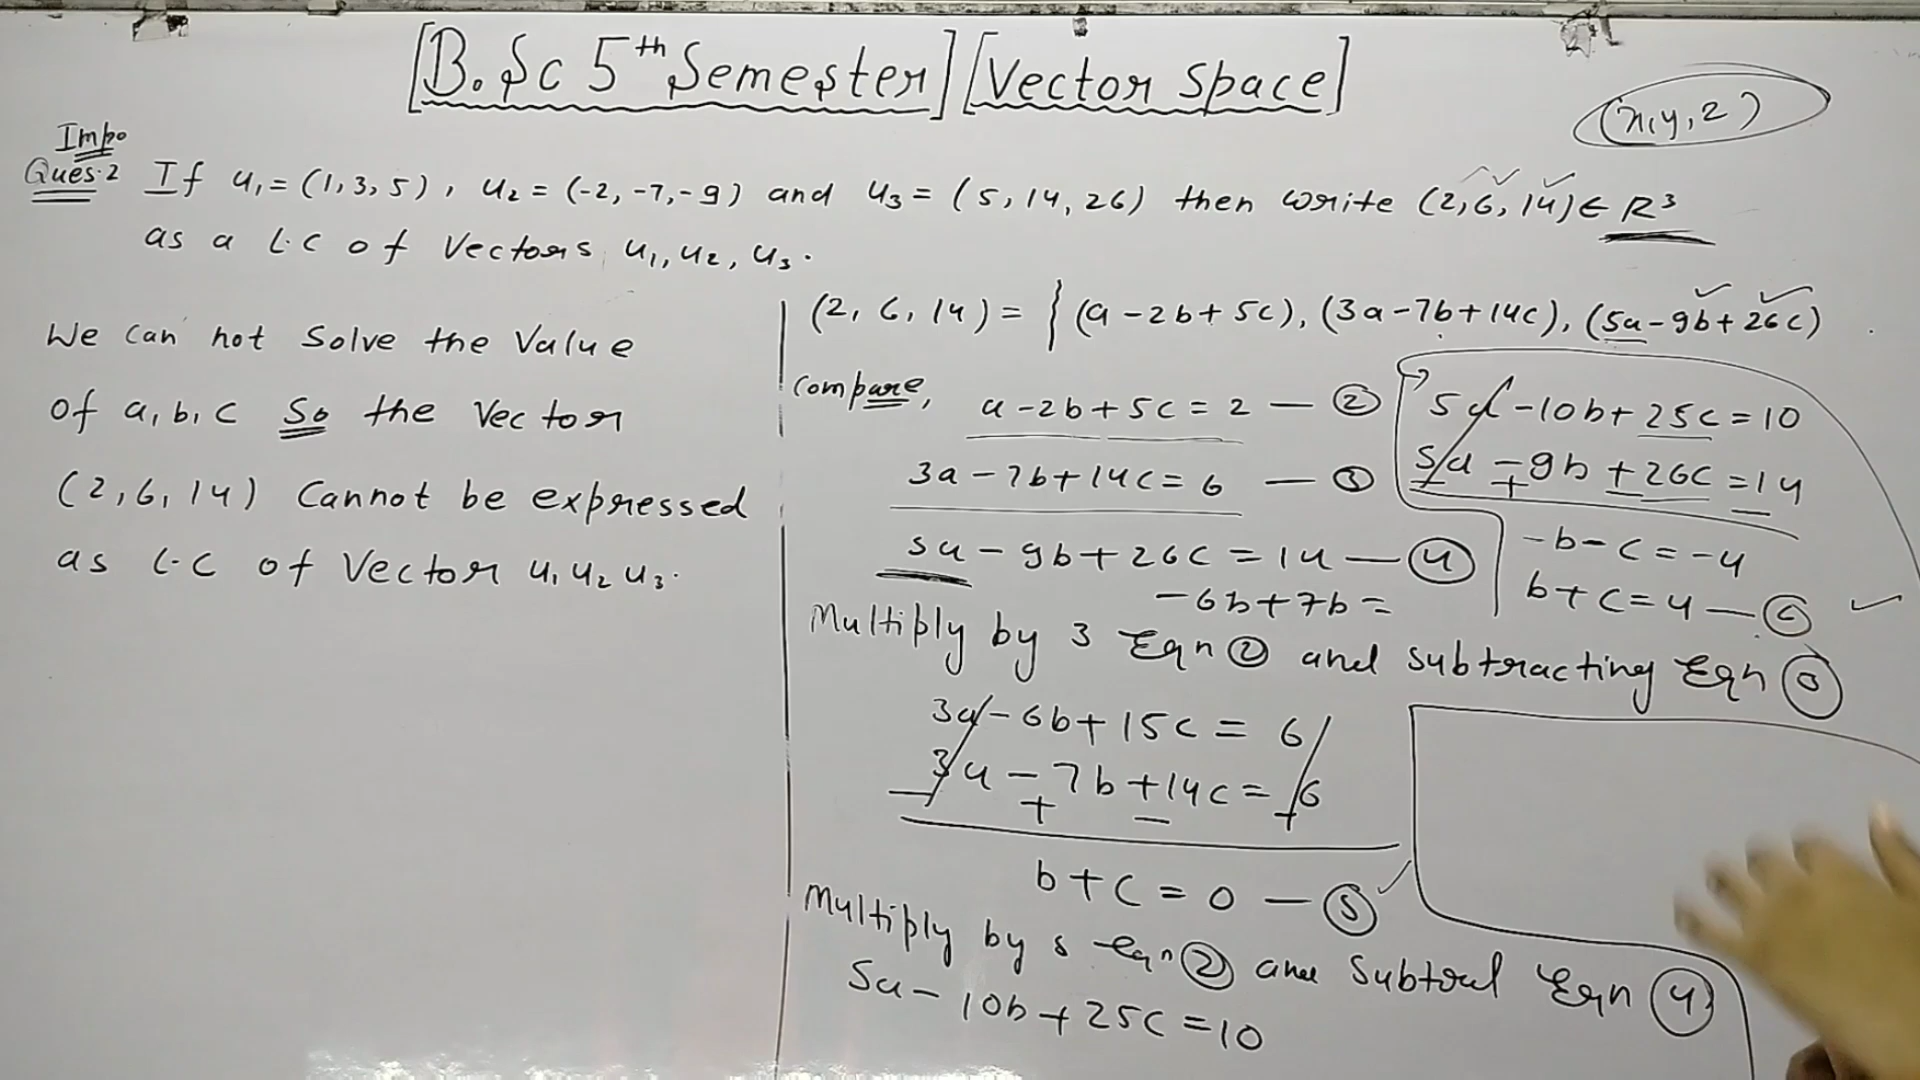 [B.Sc 5th Semester] [Vector Space]
(x,y,z)
Impo
Ques.2 If u₁ = (1,3,5), u₂ = (-2,-7,-9) and u₃ = (5,14,26) then write (2,6,14) ∈ R³
as a L.C of Vectors u₁, u₂, u₃.
We can not Solve the Value
of a, b, c So the Vector
(2,6,14) Cannot be expressed
as L.C of Vector u₁ u₂ u₃.
(2, 6, 14) = { (a - 2b + 5c), (3a - 7b + 14c), (5a - 9b + 26c)
Compare,
a - 2b + 5c = 2 — ②
3a - 7b + 14c = 6 — ③
5a - 9b + 26c = 14 — ④
-6b + 7b =
5a - 10b + 25c = 10
5a - 9b + 26c = 14
- + - -
-b - c = -4
b + c = 4 — ⑥
Multiply by 3 Eqn ② and subtracting Eqn ③
3a - 6b + 15c = 6
3a - 7b + 14c = 6
- + - -
b + c = 0 — ⑤
Multiply by 5 Eqn ② and Eqn ④
5a - 10b + 25c = 10